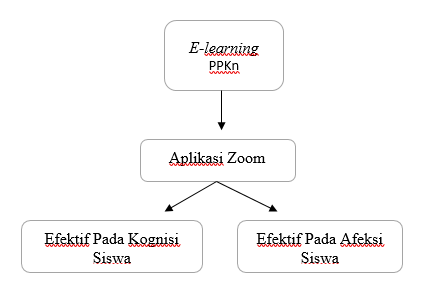 E-learning
PPKn
Aplikasi Zoom
Efektif Pada Kognisi
Siswa
Efektif Pada Afeksi
Siswa